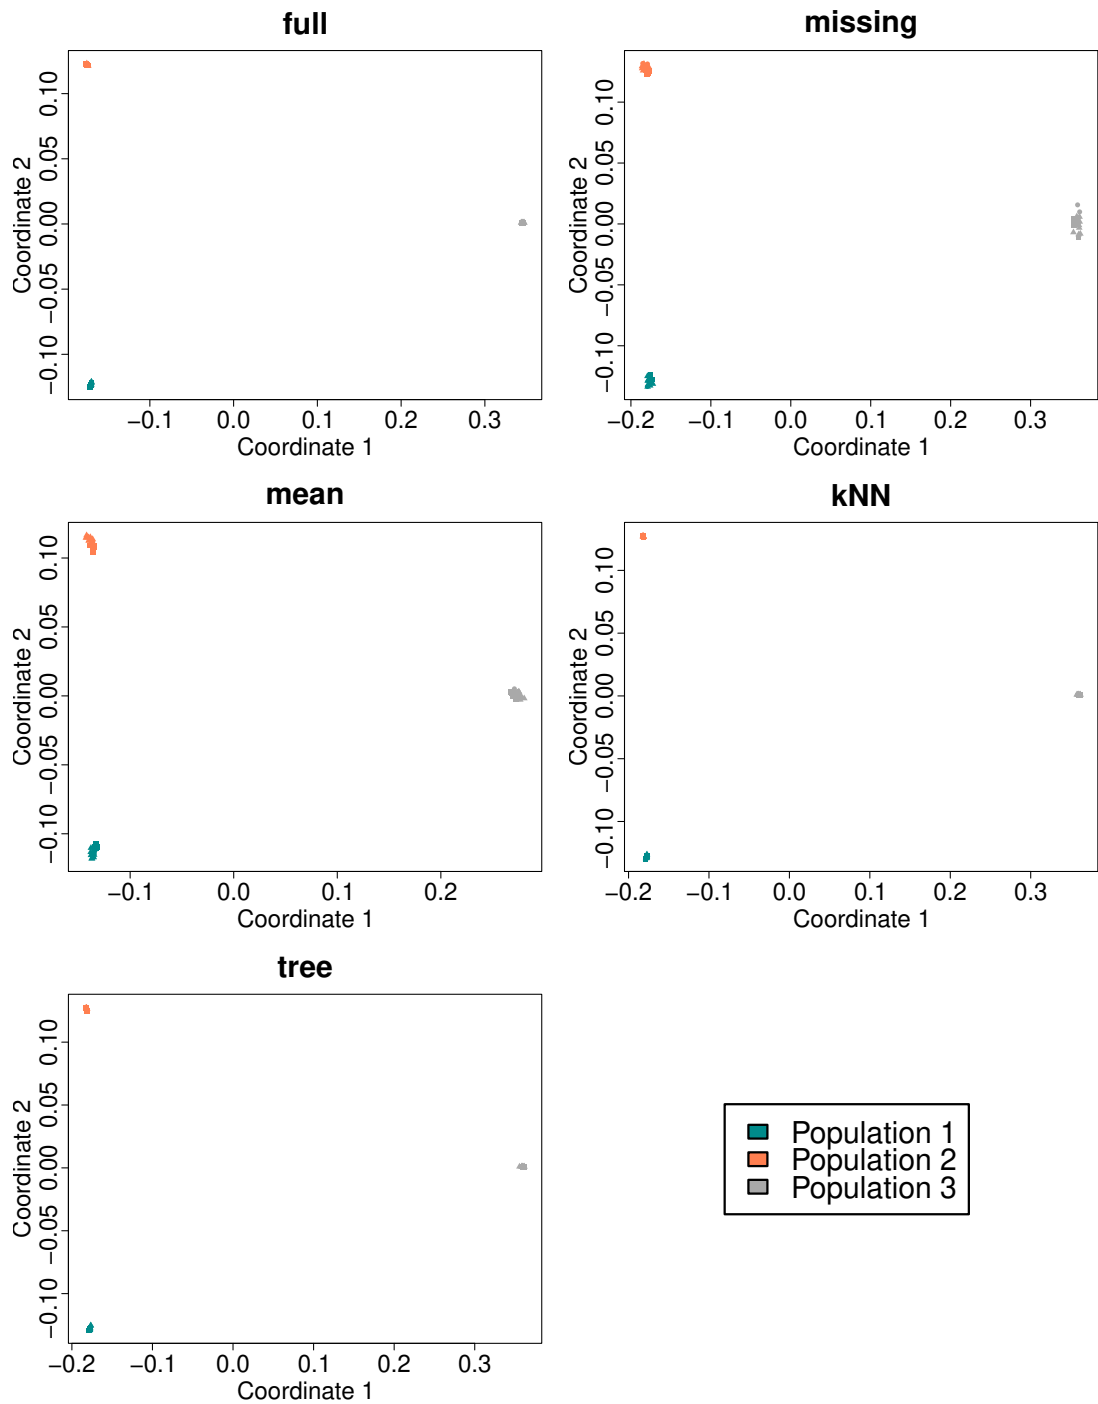 full
0.10
0.05
0.00
−0.05
−0.10
Coordinate 2
−0.1 0.0 0.1 0.2 0.3
Coordinate 1
missing
0.10
0.05
0.00
−0.05
−0.10
Coordinate 2
−0.2 −0.1 0.0 0.1 0.2 0.3
Coordinate 1
mean
0.10
0.05
0.00
−0.05
−0.10
Coordinate 2
−0.1 0.0 0.1 0.2
Coordinate 1
kNN
0.10
0.05
0.00
−0.05
−0.10
Coordinate 2
−0.2 −0.1 0.0 0.1 0.2 0.3
Coordinate 1
tree
0.10
0.05
0.00
−0.05
−0.10
Coordinate 2
−0.2 −0.1 0.0 0.1 0.2 0.3
Coordinate 1
Population 1
Population 2
Population 3